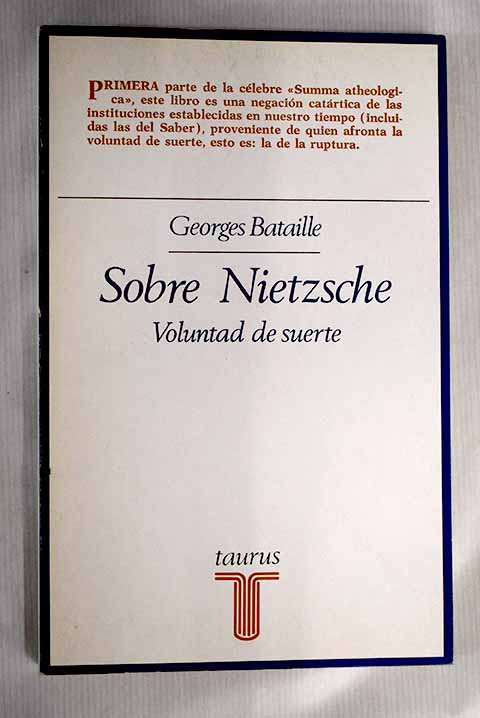 PRIMERA parte de la célebre «Summa atheologi-
ca», este libro es una negación catártica de las
instituciones establecidas en nuestro tiempo (inclui-
das las del Saber), proveniente de quien afronta la
voluntad de suerte, esto es: la de la ruptura.
Georges Bataille
Sobre Nietzsche
Voluntad de suerte
taurus